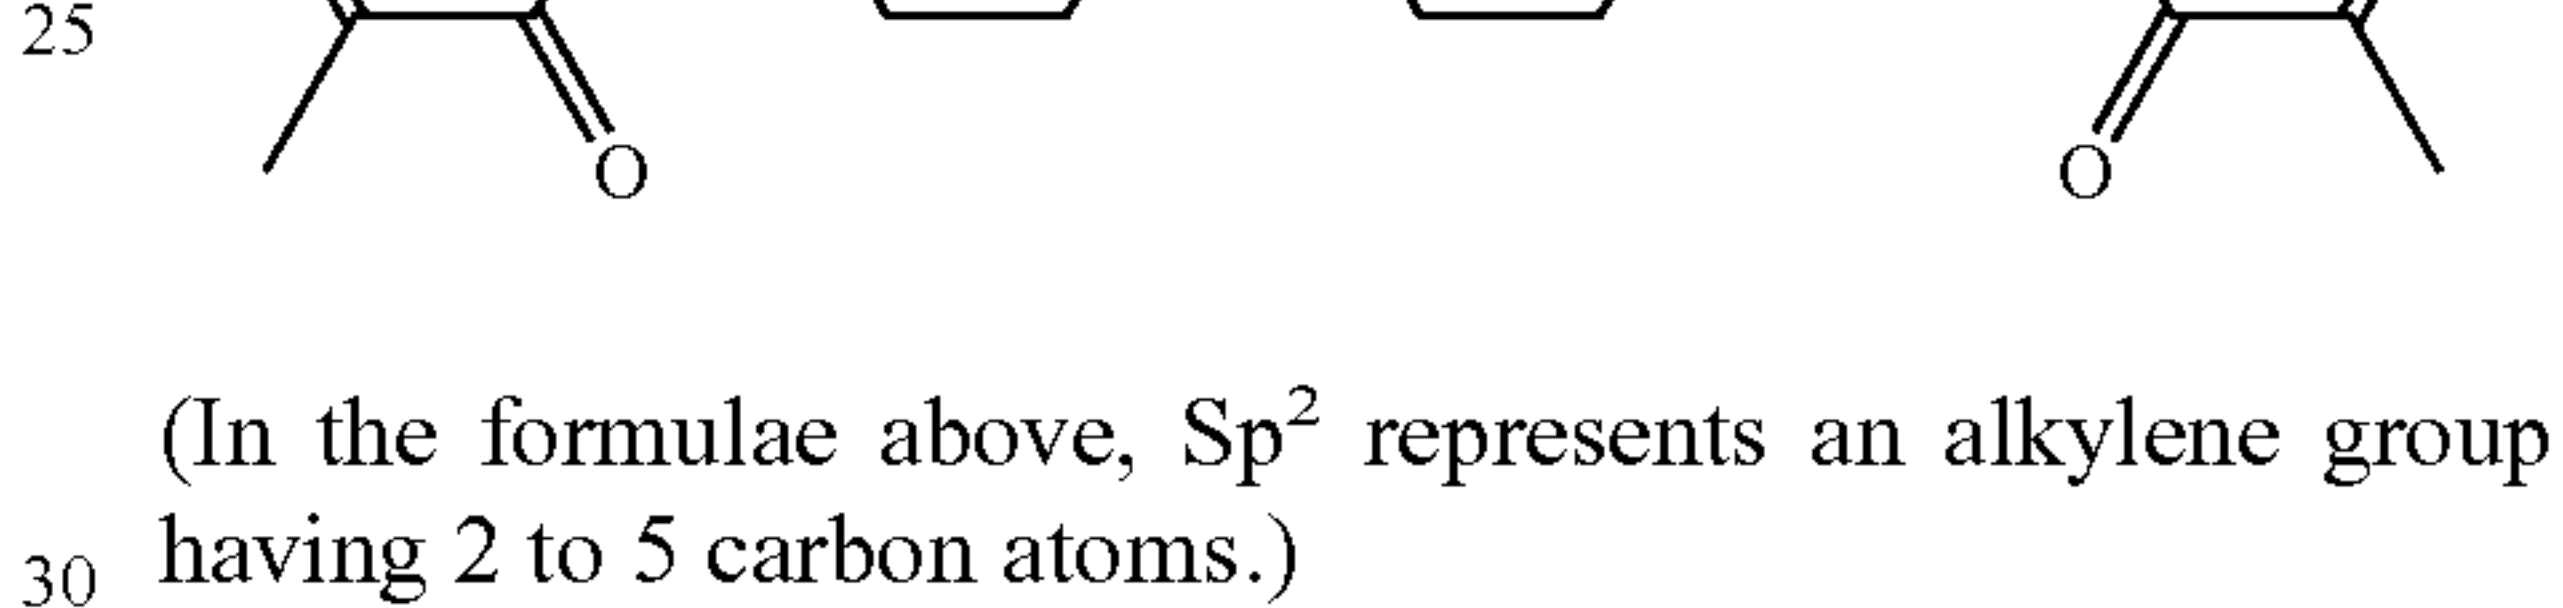 25
O O
(In the formulae above, Sp² represents an alkylene group
30 having 2 to 5 carbon atoms.)